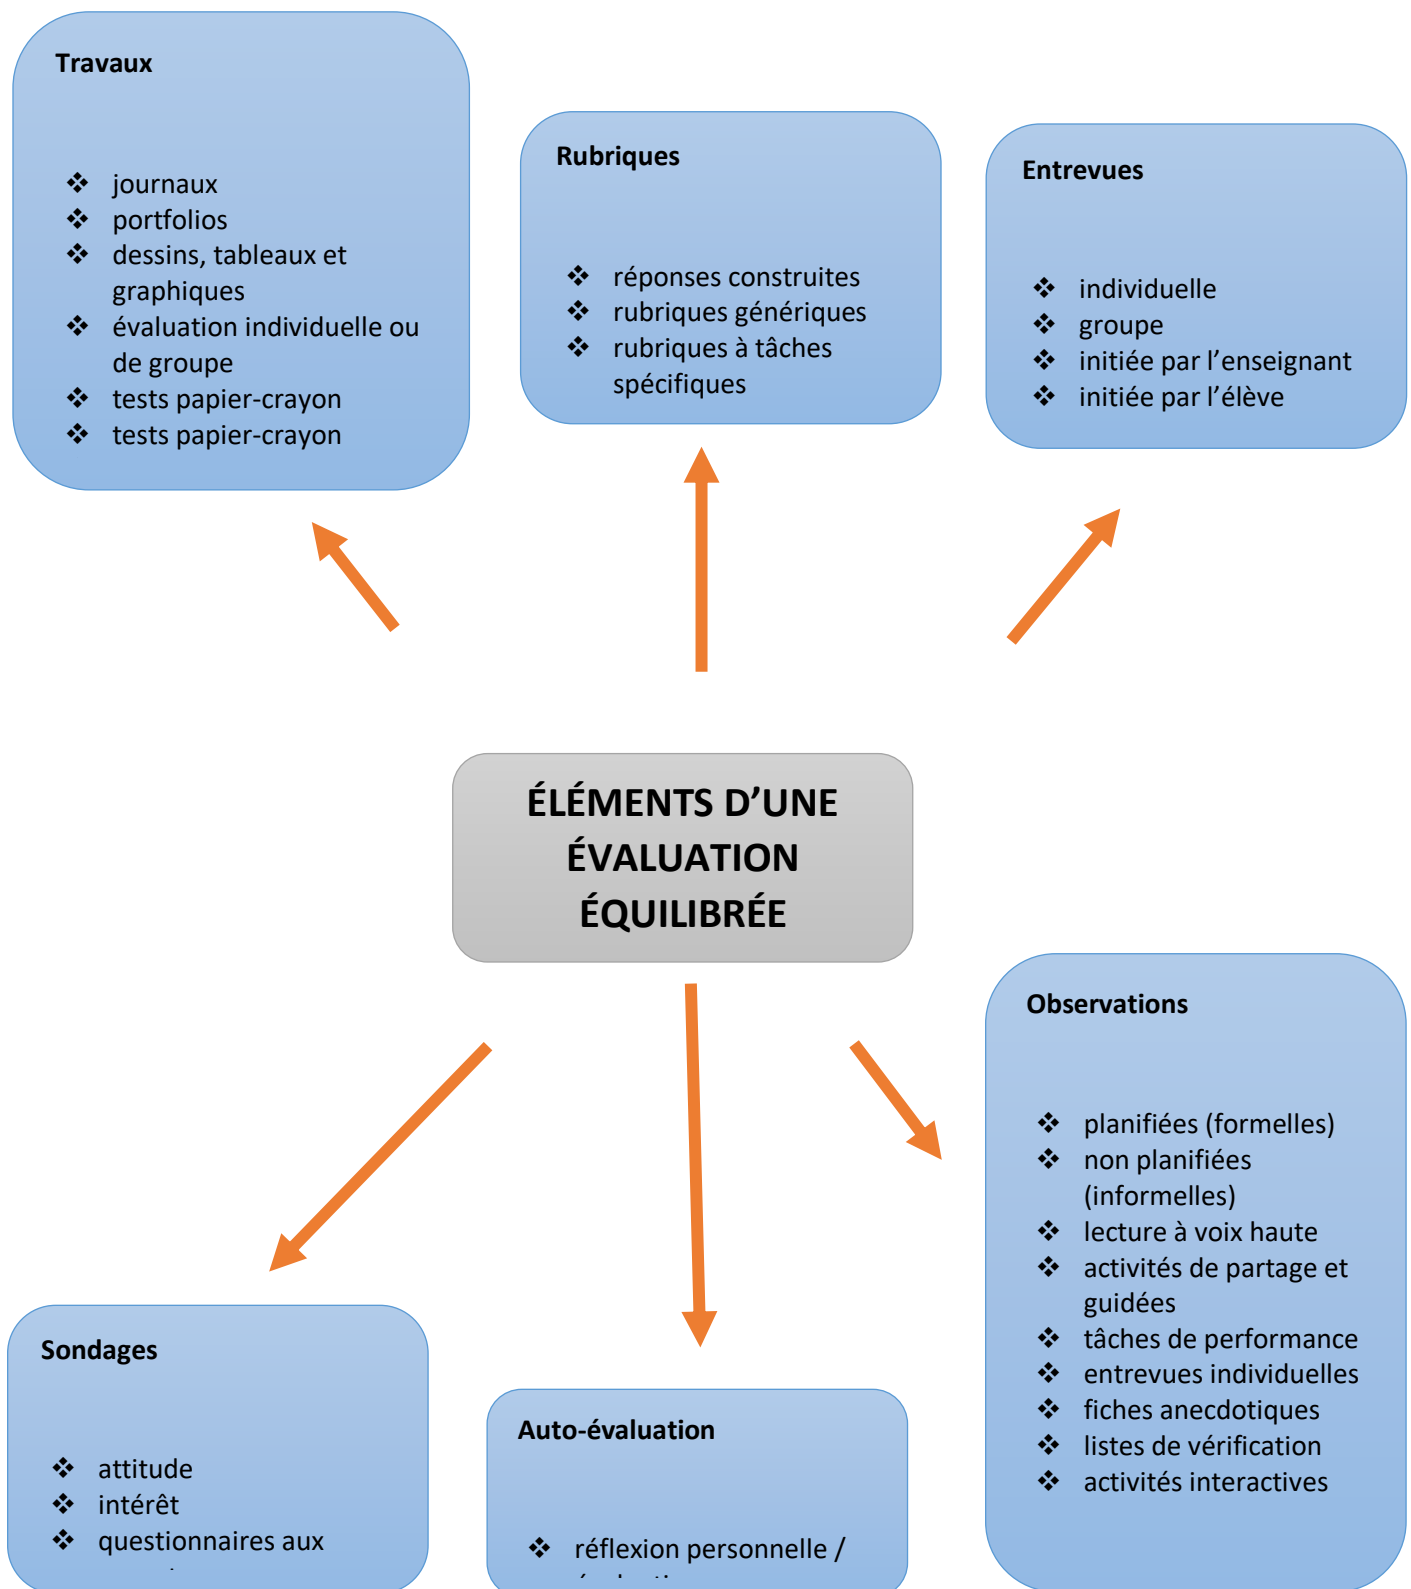 Travaux
❖ journaux
❖ portfolios
❖ dessins, tableaux et
graphiques
❖ évaluation individuelle ou
de groupe
❖ tests papier-crayon
❖ tests papier-crayon
Rubriques
❖ réponses construites
❖ rubriques génériques
❖ rubriques à tâches
spécifiques
Entrevues
❖ individuelle
❖ groupe
❖ initiée par l’enseignant
❖ initiée par l’élève
ÉLÉMENTS D’UNE
ÉVALUATION
ÉQUILIBRÉE
Observations
❖ planifiées (formelles)
❖ non planifiées
(informelles)
❖ lecture à voix haute
❖ activités de partage et
guidées
❖ tâches de performance
❖ entrevues individuelles
❖ fiches anecdotiques
❖ listes de vérification
❖ activités interactives
Sondages
❖ attitude
❖ intérêt
❖ questionnaires aux
Auto-évaluation
❖ réflexion personnelle /